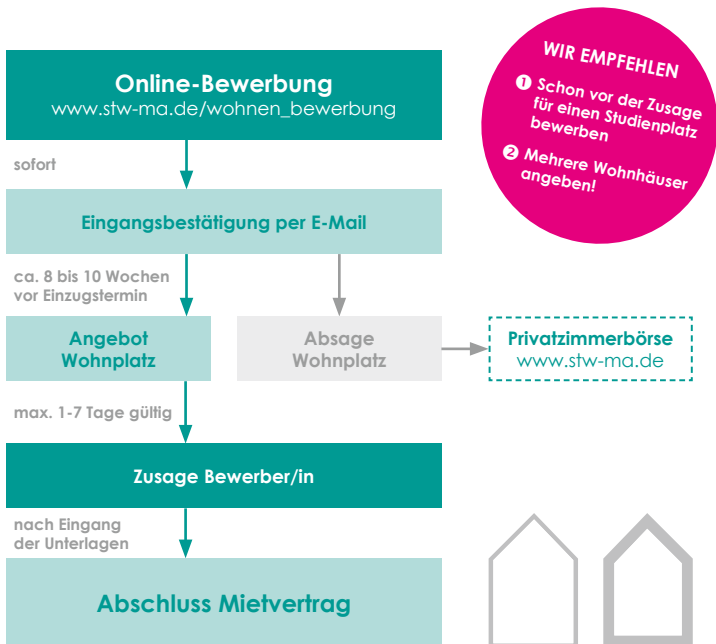 Online-Bewerbung
www.stw-ma.de/wohnen_bewerbung
WIR EMPFEHLEN
❶ Schon vor der Zusage
für einen Studienplatz
bewerben
❷ Mehrere Wohnhäuser
angeben!
sofort
Eingangsbestätigung per E-Mail
ca. 8 bis 10 Wochen
vor Einzugstermin
Angebot
Wohnplatz
Absage
Wohnplatz
Privatzimmerbörse
www.stw-ma.de
max. 1-7 Tage gültig
Zusage Bewerber/in
nach Eingang
der Unterlagen
Abschluss Mietvertrag